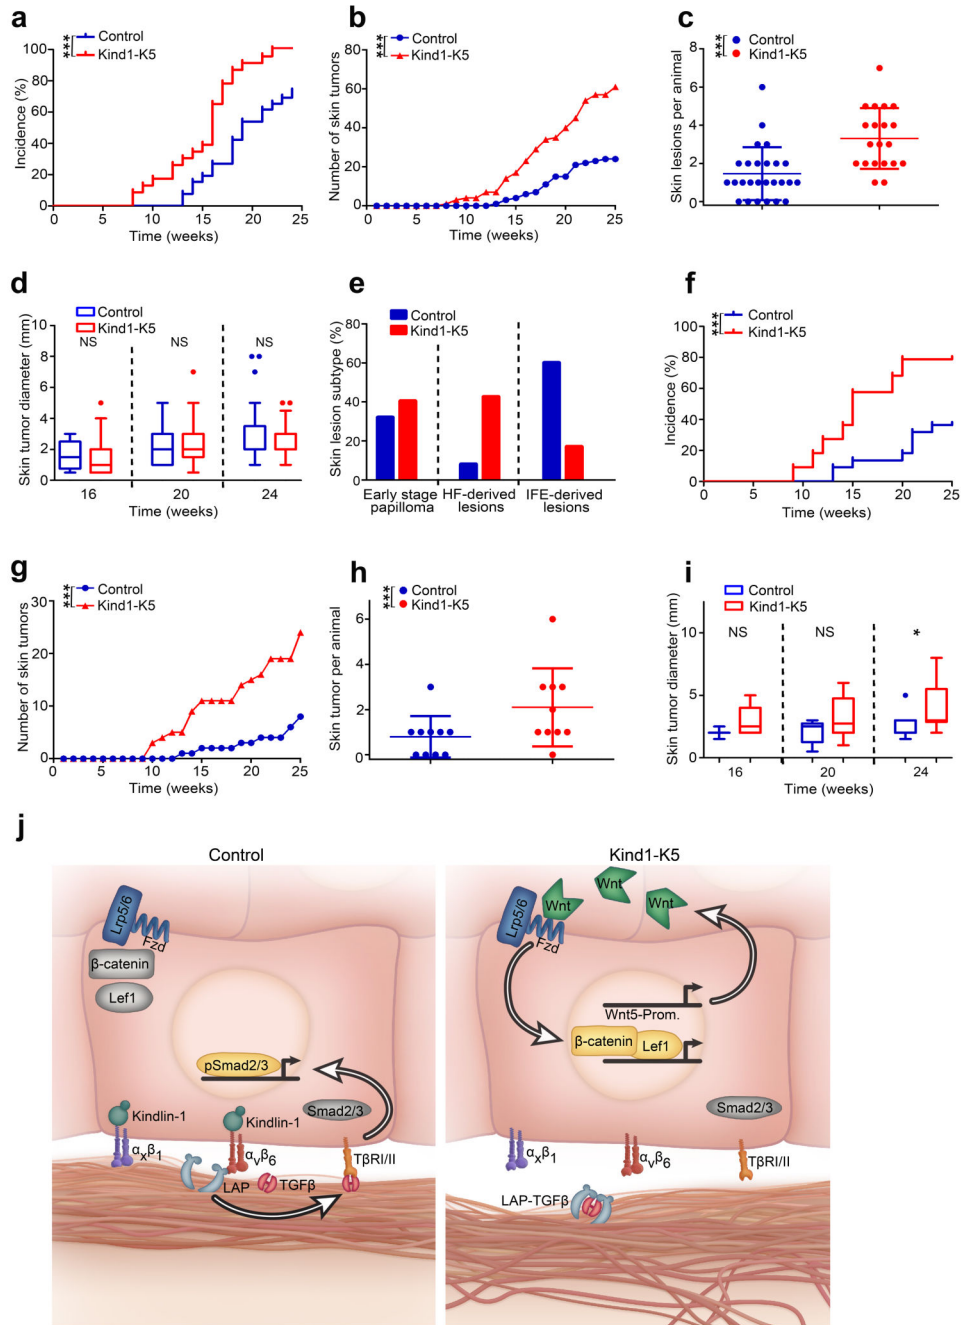 a
***
Control
Kind1-K5
Incidence (%)
100
80
60
40
20
0
0 5 10 15 20 25
Time (weeks)
b
***
Control
Kind1-K5
Number of skin tumors
80
60
40
20
0
0 5 10 15 20 25
Time (weeks)
c
***
Control
Kind1-K5
Skin lesions per animal
8
6
4
2
0
d
Control
Kind1-K5
Skin tumor diameter (mm)
10
8
6
4
2
0
NS NS NS
16 20 24
Time (weeks)
e
Control
Kind1-K5
Skin lesion subtype (%)
80
60
40
20
0
Early stage
papilloma
HF-derived
lesions
IFE-derived
lesions
f
***
Control
Kind1-K5
Incidence (%)
100
80
60
40
20
0
0 5 10 15 20 25
Time (weeks)
g
***
Control
Kind1-K5
Number of skin tumors
30
20
10
0
0 5 10 15 20 25
Time (weeks)
h
***
Control
Kind1-K5
Skin tumor per animal
6
4
2
0
i
Control
Kind1-K5
Skin tumor diameter (mm)
10
5
0
NS NS *
16 20 24
Time (weeks)
j
Control
Lrp5/6
Fzd
β-catenin
Lef1
pSmad2/3
Smad2/3
Kindlin-1
Kindlin-1
αxβ1
αvβ6
TβRI/II
LAP
TGFβ
Kind1-K5
Wnt
Wnt
Wnt
Lrp5/6
Fzd
Wnt5-Prom.
β-catenin
Lef1
Smad2/3
αxβ1
αvβ6
TβRI/II
LAP-TGFβ